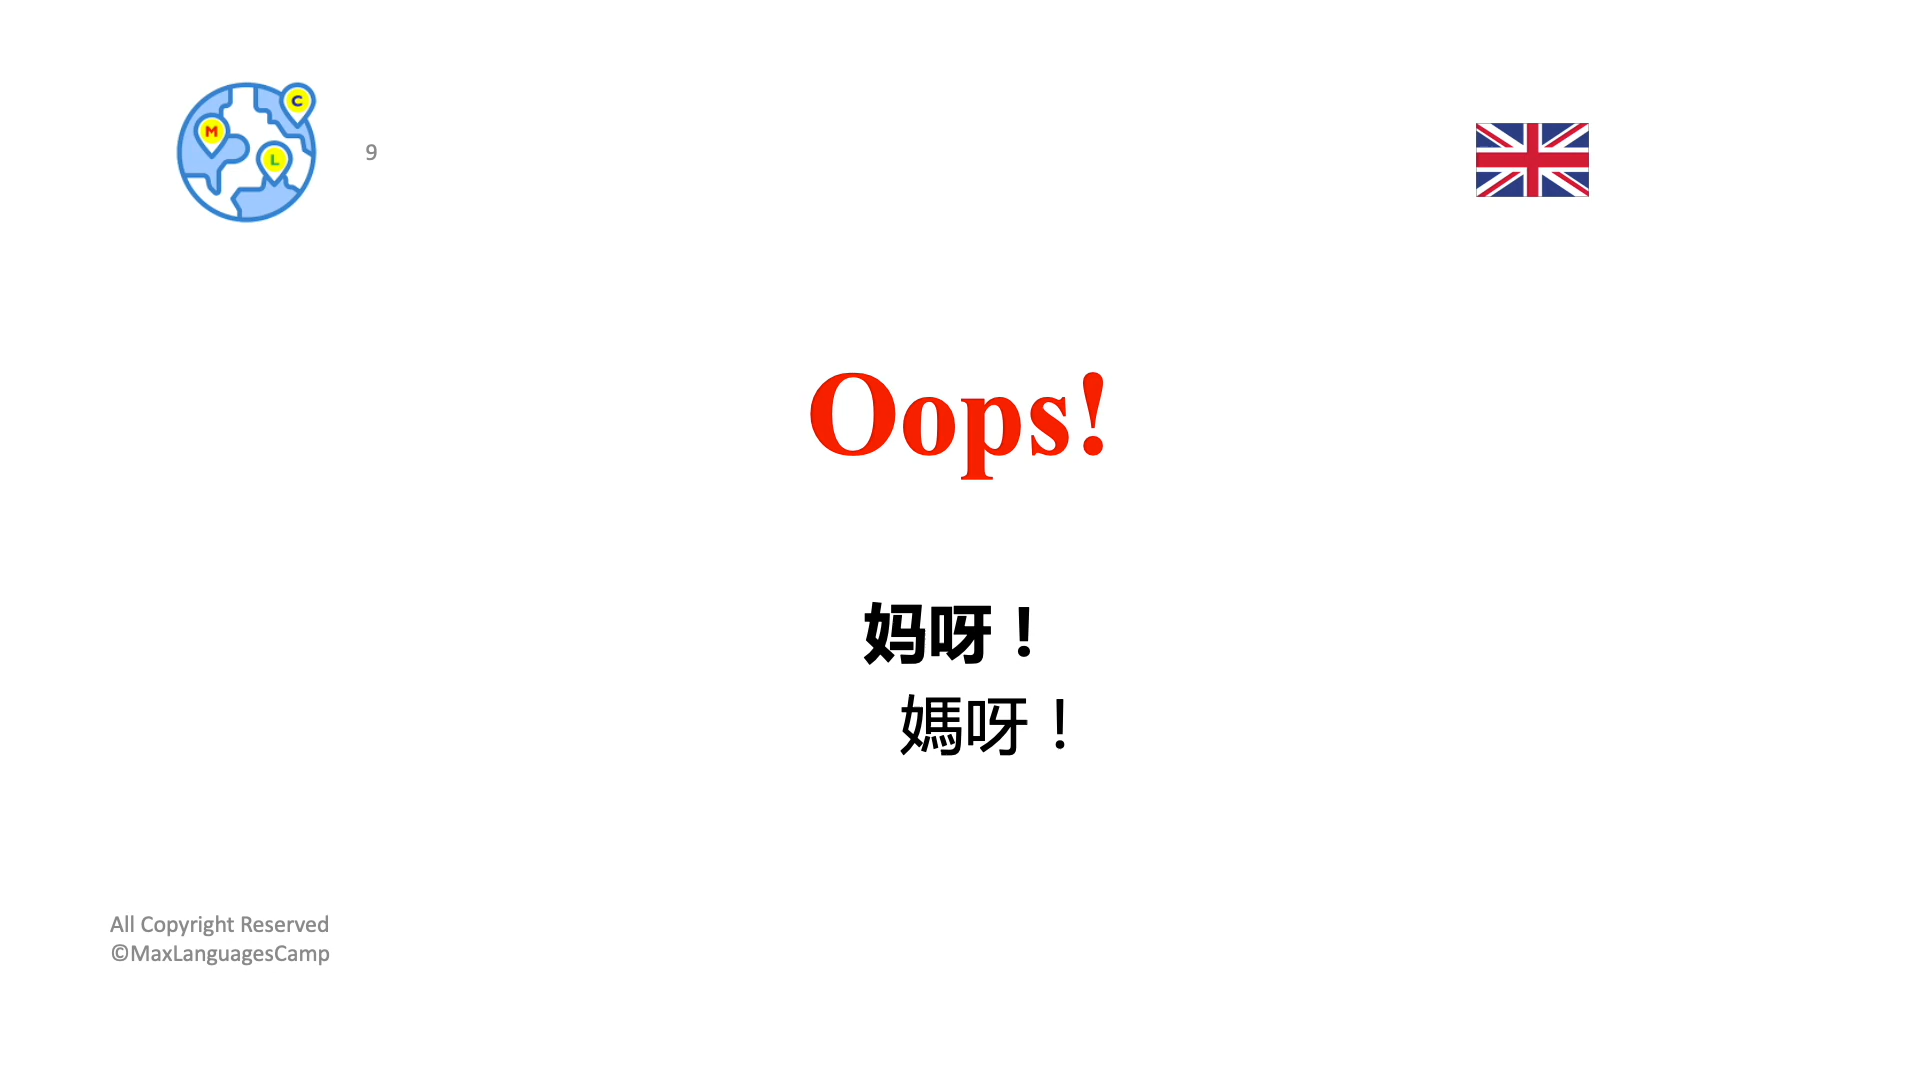 C
M
L
9
Oops!
妈呀！
媽呀！
All Copyright Reserved
©MaxLanguagesCamp